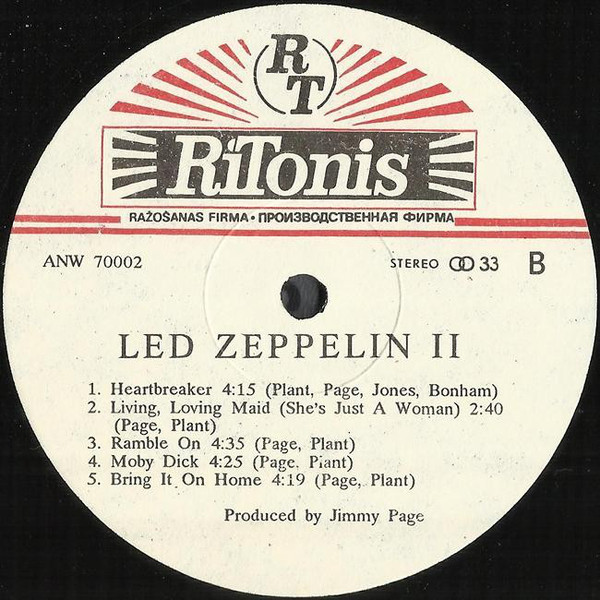 RT
RiTonis
RAŽOŠANAS FIRMA • ПРОИЗВОДСТВЕННАЯ ФИРМА
ANW 70002
STEREO 33 B
LED ZEPPELIN II
1. Heartbreaker 4:15 (Plant, Page, Jones, Bonham)
2. Living, Loving Maid (She's Just A Woman) 2:40
(Page, Plant)
3. Ramble On 4:35 (Page, Plant)
4. Moby Dick 4:25 (Page, Plant)
5. Bring It On Home 4:19 (Page, Plant)
Produced by Jimmy Page